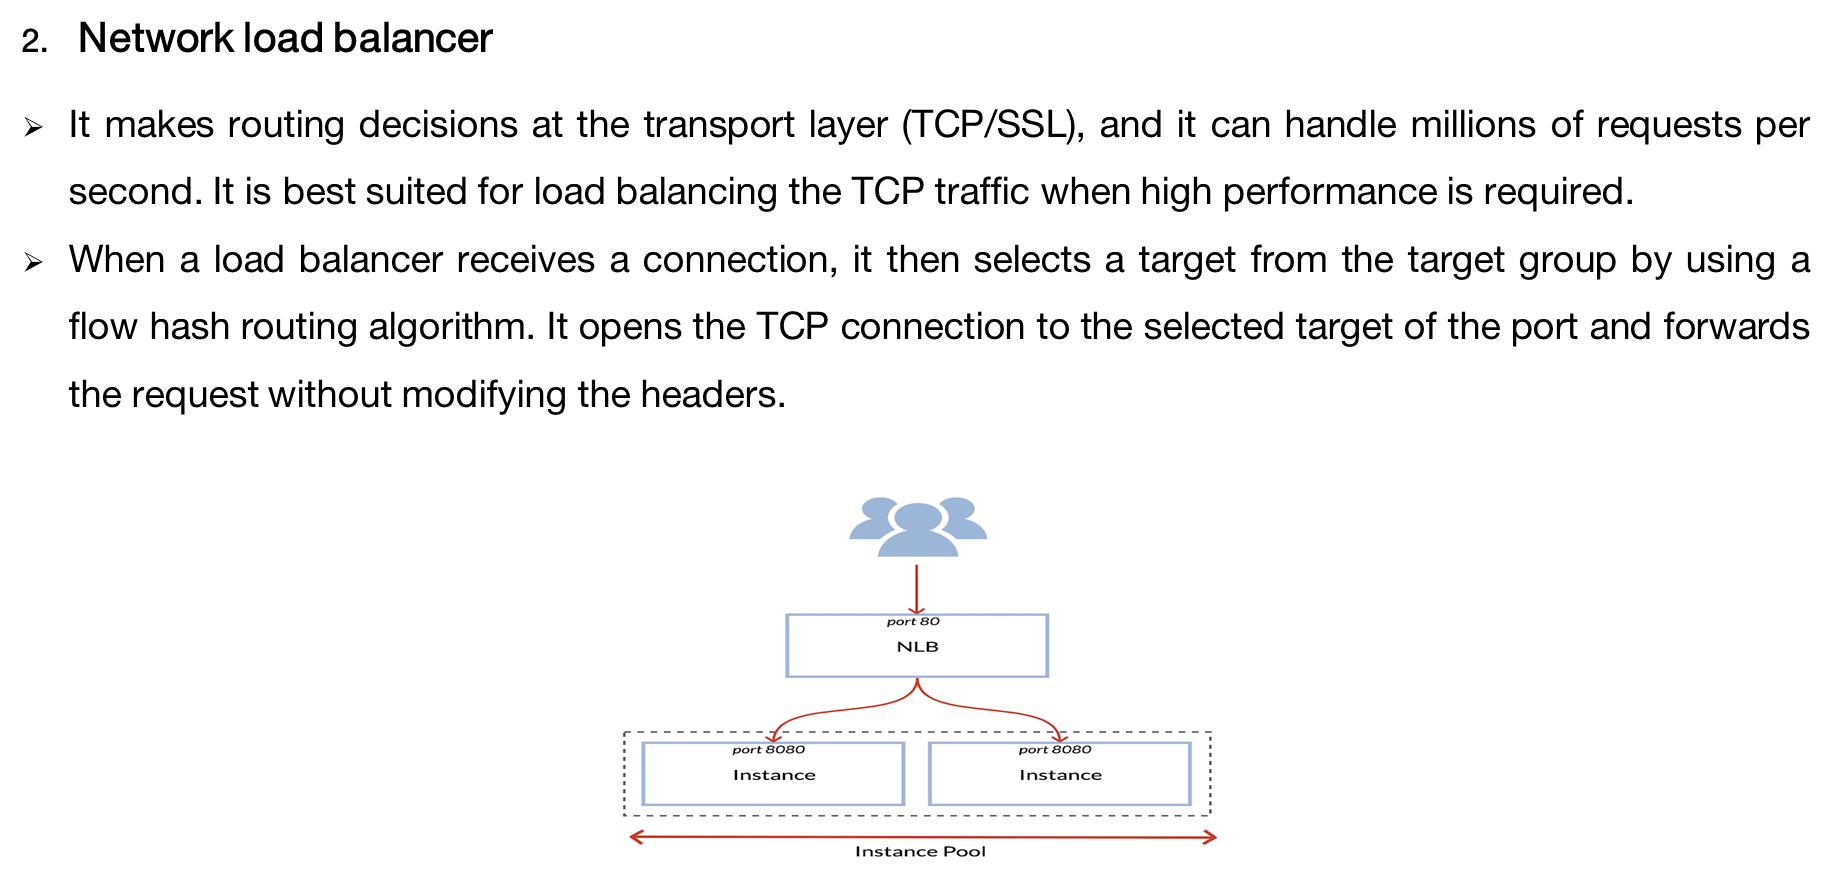 2. Network load balancer
➢ It makes routing decisions at the transport layer (TCP/SSL), and it can handle millions of requests per
second. It is best suited for load balancing the TCP traffic when high performance is required.
➢ When a load balancer receives a connection, it then selects a target from the target group by using a
flow hash routing algorithm. It opens the TCP connection to the selected target of the port and forwards
the request without modifying the headers.
port 80
NLB
port 8080 port 8080
Instance Instance
Instance Pool